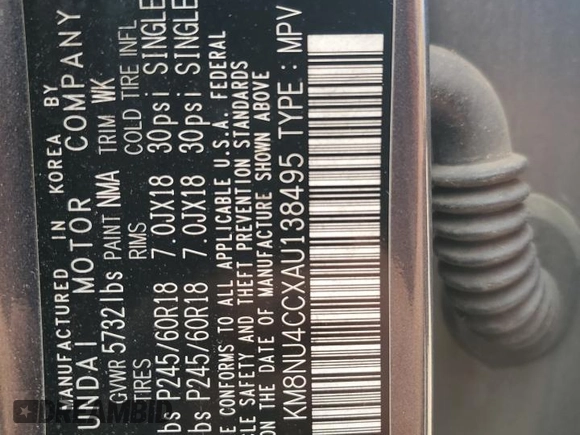 MANUFACTURED IN KOREA BY
UNDAI MOTOR COMPANY
GVWR 5732lbs PAINT NMA TRIM WK
TIRES RIMS COLD TIRE INFL
bs P245/60R18 7.0JX18 30psi SINGLE
bs P245/60R18 7.0JX18 30psi SINGLE
E CONFORMS TO ALL APPLICABLE U.S.A. FEDERAL
ICLE SAFETY AND THEFT PREVENTION STANDARDS
ON THE DATE OF MANUFACTURE SHOWN ABOVE
KM8NU4CCXAU138495 TYPE : MPV
DREAMBID